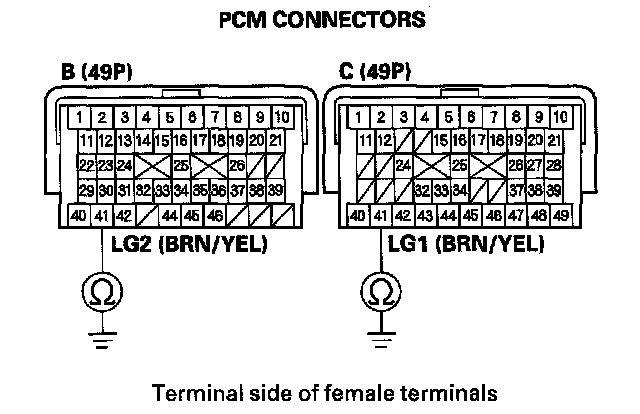 PCM CONNECTORS
B (49P) C (49P)
1 2 3 4 5 6 7 8 9 10 1 2 3 4 5 6 7 8 9 10
11 12 13 14 15 16 17 18 19 20 21 11 12 15 16 17 18 19 20 21
22 23 24 25 26 24 25 26 27 28
29 30 31 32 33 34 35 36 37 38 39 32 33 34 37 38 39
40 41 42 44 45 46 40 41 42 43 44 45 46 47 48 49
LG2 (BRN/YEL) LG1 (BRN/YEL)
Ω Ω
Terminal side of female terminals